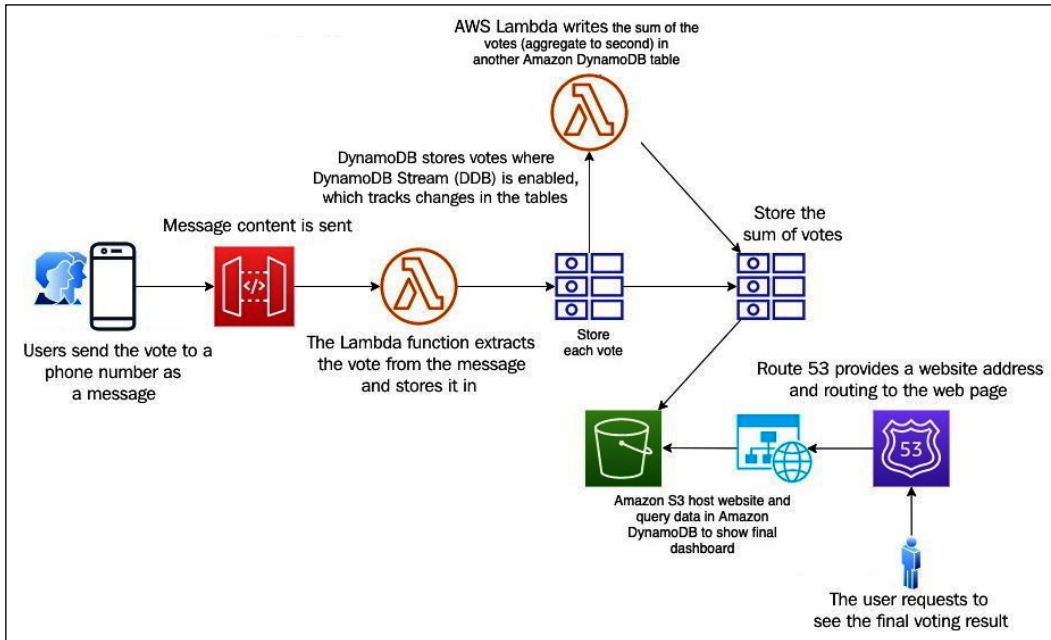 AWS Lambda writes the sum of the
votes (aggregate to second) in
another Amazon DynamoDB table
DynamoDB stores votes where
DynamoDB Stream (DDB) is enabled,
which tracks changes in the tables
Message content is sent
Store the
sum of votes
</>
Users send the vote to a
phone number as
a message
The Lambda function extracts
the vote from the message
and stores it in
Store
each vote
Route 53 provides a website address
and routing to the web page
53
Amazon S3 host website and
query data in Amazon
DynamoDB to show final
dashboard
The user requests to
see the final voting result